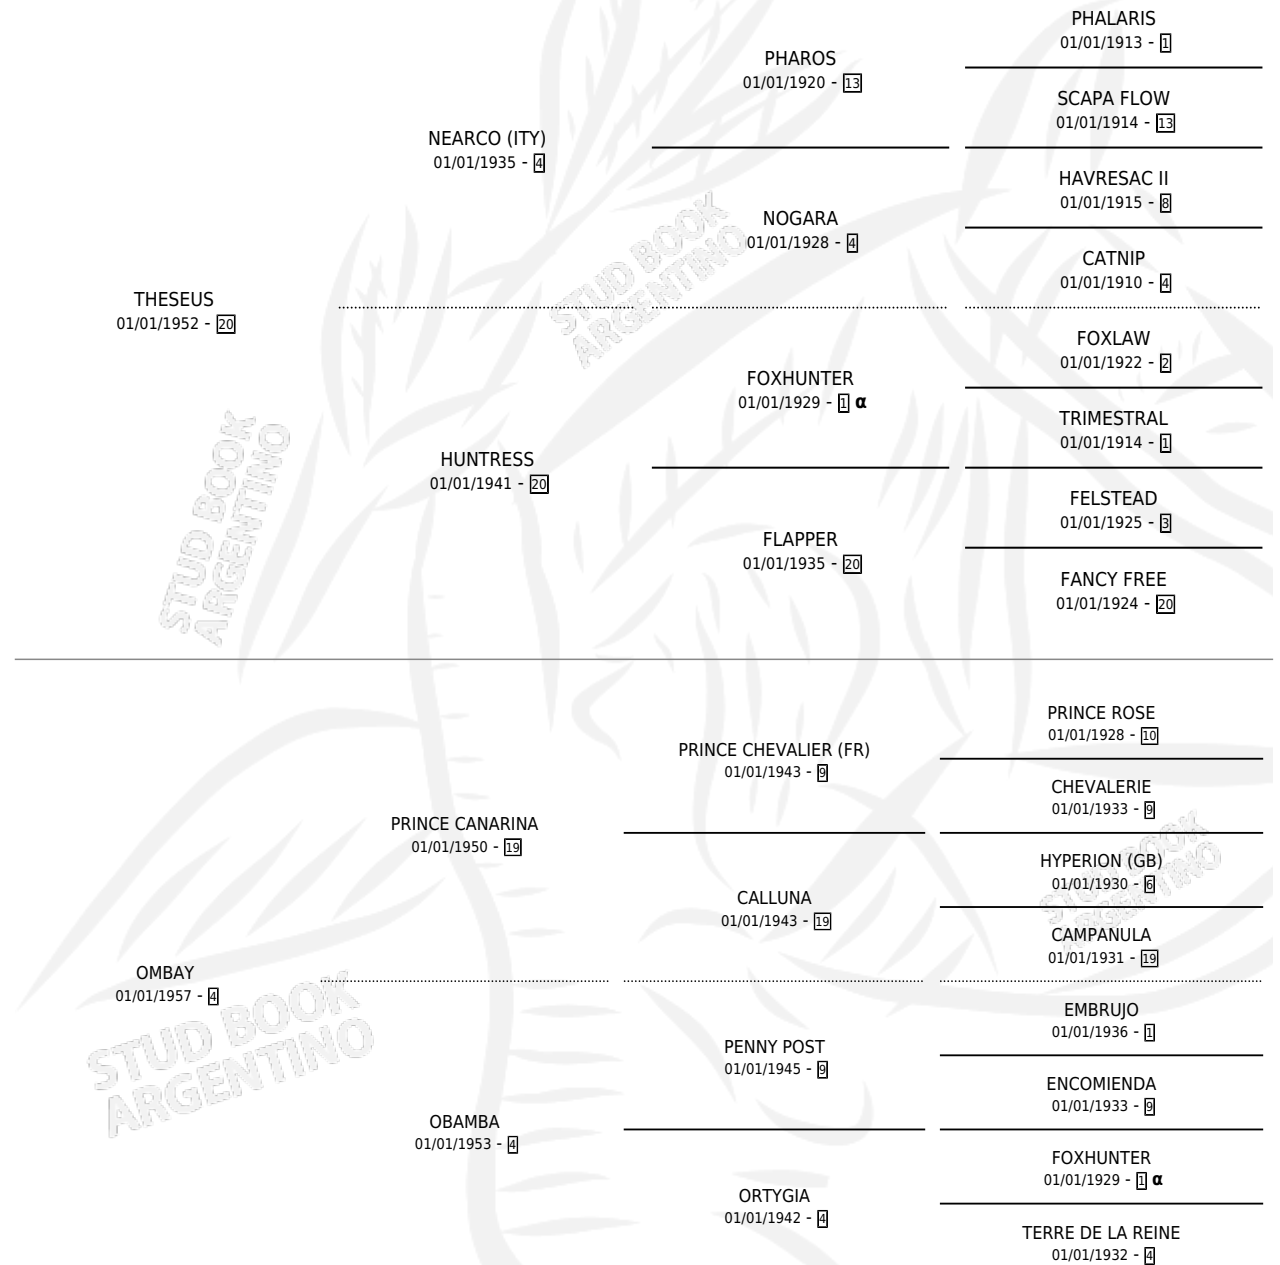 PHALARIS
01/01/1913 - 1
PHAROS
01/01/1920 - 13
SCAPA FLOW
01/01/1914 - 13
NEARCO (ITY)
01/01/1935 - 4
HAVRESAC II
01/01/1915 - 8
NOGARA
01/01/1928 - 4
CATNIP
01/01/1910 - 4
THESEUS
01/01/1952 - 20
FOXLAW
01/01/1922 - 2
FOXHUNTER
01/01/1929 - 1 α
TRIMESTRAL
01/01/1914 - 1
HUNTRESS
01/01/1941 - 20
FELSTEAD
01/01/1925 - 3
FLAPPER
01/01/1935 - 20
FANCY FREE
01/01/1924 - 20
PRINCE ROSE
01/01/1928 - 10
PRINCE CHEVALIER (FR)
01/01/1943 - 9
CHEVALERIE
01/01/1933 - 9
PRINCE CANARINA
01/01/1950 - 19
HYPERION (GB)
01/01/1930 - 6
CALLUNA
01/01/1943 - 19
CAMPANULA
01/01/1931 - 19
OMBAY
01/01/1957 - 4
EMBRUJO
01/01/1936 - 1
PENNY POST
01/01/1945 - 9
ENCOMIENDA
01/01/1933 - 9
OBAMBA
01/01/1953 - 4
FOXHUNTER
01/01/1929 - 1 α
ORTYGIA
01/01/1942 - 4
TERRE DE LA REINE
01/01/1932 - 4
STUD BOOK
ARGENTINO
STUD BOOK
ARGENTINO
STUD BOOK
ARGENTINO
STUD BOOK
ARGENTINO